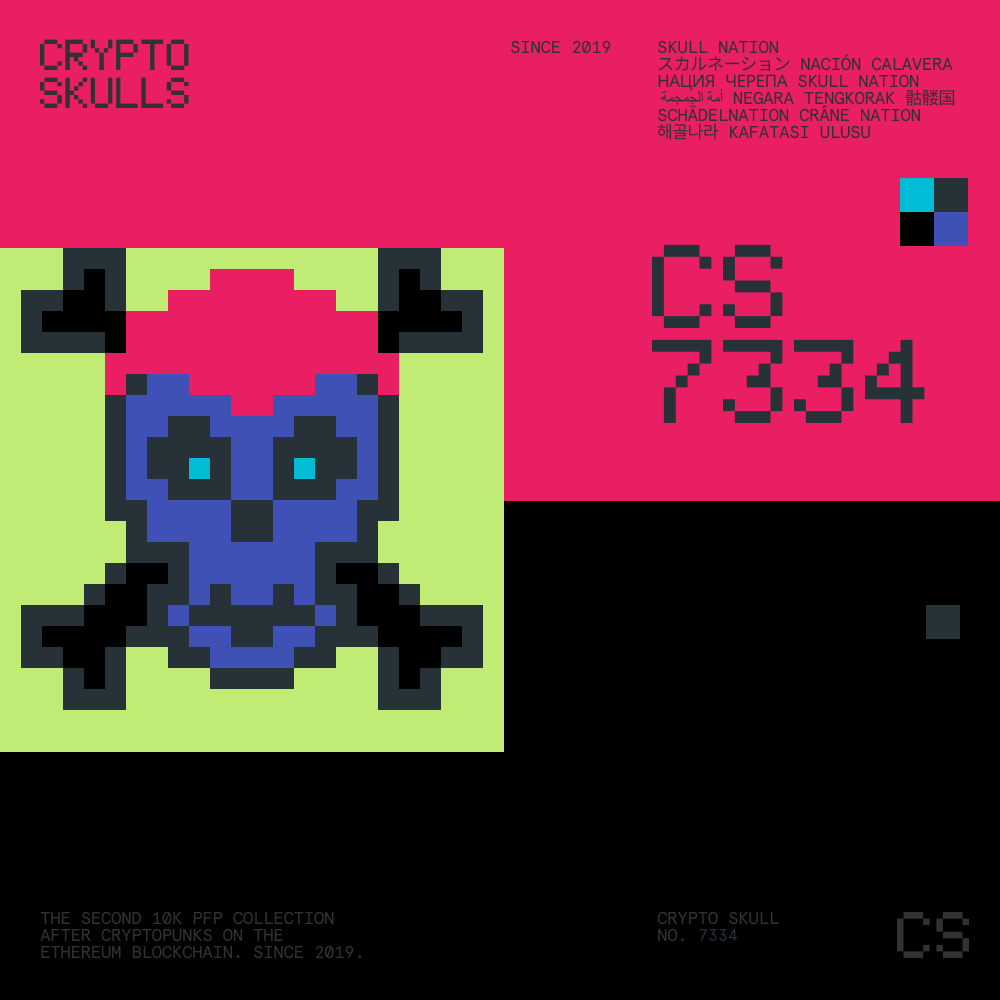 CRYPTO
SKULLS
SINCE 2019
SKULL NATION
スカルネーション NACIÓN CALAVERA
НАЦИЯ ЧЕРЕПА SKULL NATION
أمة الجمجمة NEGARA TENGKORAK 骷髅国
SCHÄDELNATION CRÂNE NATION
해골나라 KAFATASI ULUSU
CS
7334
THE SECOND 10K PFP COLLECTION
AFTER CRYPTOPUNKS ON THE
ETHEREUM BLOCKCHAIN. SINCE 2019.
CRYPTO SKULL
NO. 7334
CS